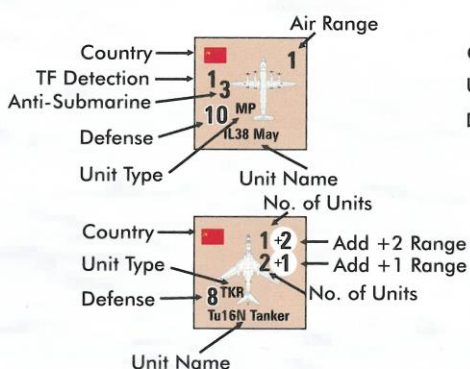 Air Range
Country
1
TF Detection
1
Anti-Submarine
3
10
MP
Defense
IL38 May
Unit Type
Unit Name
No. of Units
Country
1 +2
Add +2 Range
Unit Type
2 +1
Add +1 Range
Defense
8
TKR
No. of Units
Tu16N Tanker
Unit Name